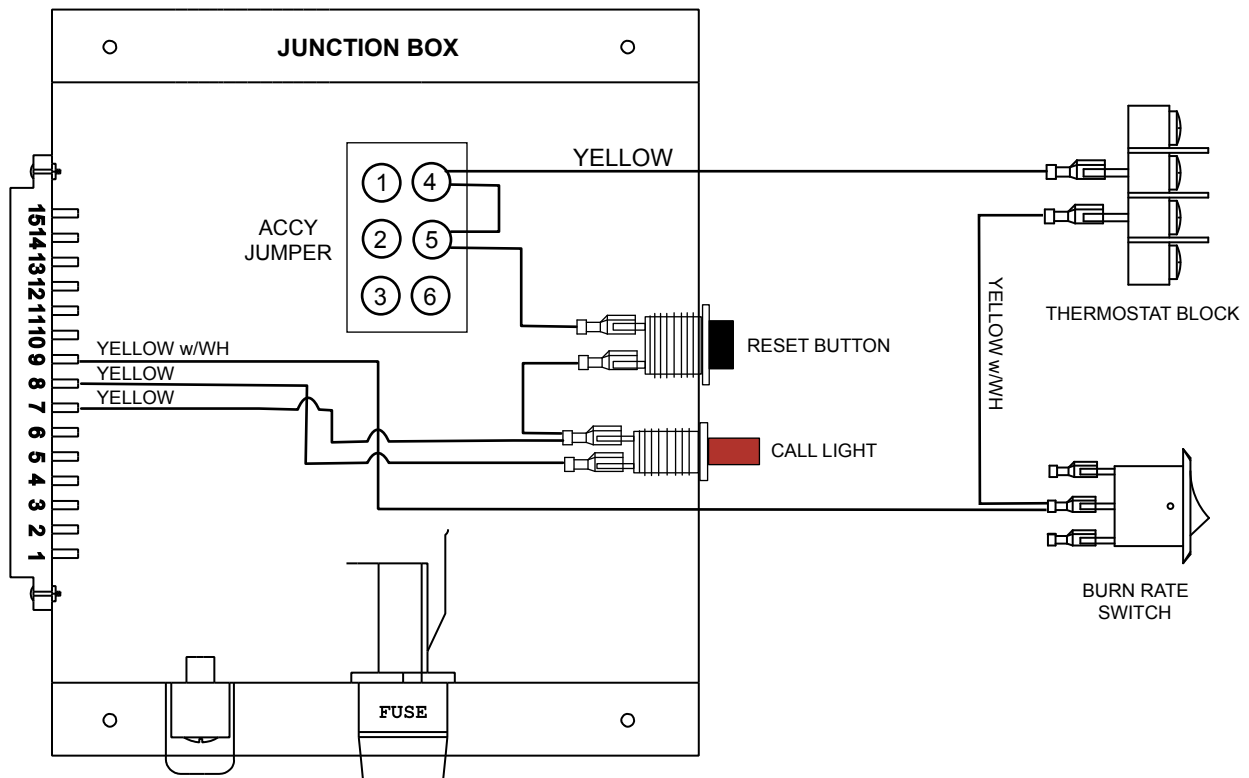 JUNCTION BOX
YELLOW
1 4
ACCY
JUMPER
2 5
3 6
THERMOSTAT BLOCK
YELLOW w/WH
RESET BUTTON
CALL LIGHT
15
14
13
12
11
10
9
8
7
6
5
4
3
2
1
YELLOW w/WH
YELLOW
YELLOW
BURN RATE
SWITCH
FUSE